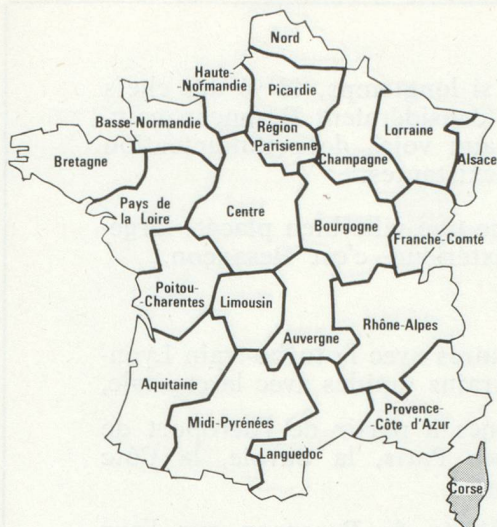 Nord
Haute-
Normandie
Picardie
Basse-Normandie
Région
Parisienne
Champagne
Lorraine
Alsace
Bretagne
Pays de
la Loire
Centre
Bourgogne
Franche-Comté
Poitou-
Charentes
Limousin
Auvergne
Rhône-Alpes
Aquitaine
Midi-Pyrénées
Languedoc
Provence-
Côte d'Azur
Corse